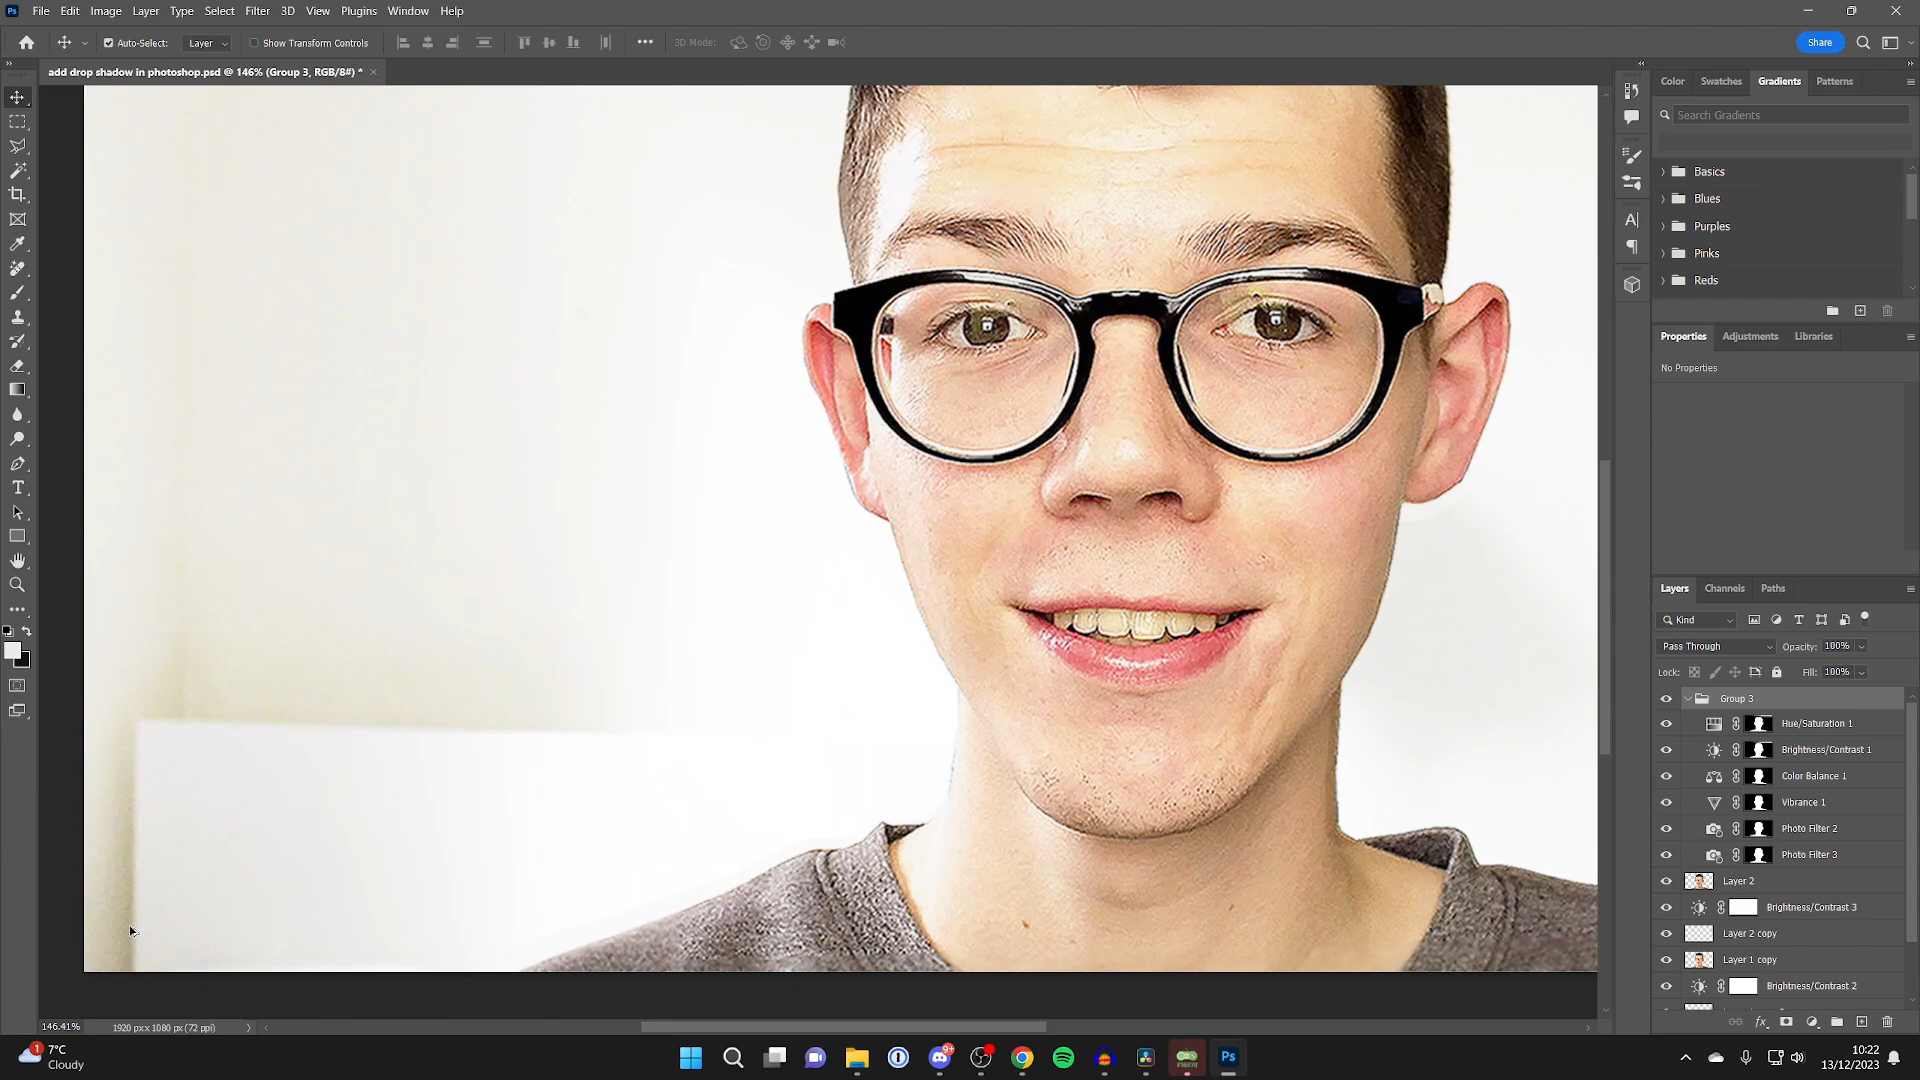 Ps File Edit Image Layer Type Select Filter 3D View Plugins Window Help
Auto-Select: Layer Show Transform Controls 3D Mode: Share
add drop shadow in photoshop.psd @ 146% (Group 3, RGB/8#) *
Color Swatches Gradients Patterns
Search Gradients
Basics
Blues
Purples
Pinks
Reds
Properties Adjustments Libraries
No Properties
Layers Channels Paths
Kind
Pass Through Opacity: 100%
Lock: Fill: 100%
Group 3
Hue/Saturation 1
Brightness/Contrast 1
Color Balance 1
Vibrance 1
Photo Filter 2
Photo Filter 3
Layer 2
Brightness/Contrast 3
Layer 2 copy
Layer 1 copy
Brightness/Contrast 2
fx
146.41% 1920 px x 1080 px (72 ppi)
1
7°C
Cloudy
9+
Ps
10:22
13/12/2023